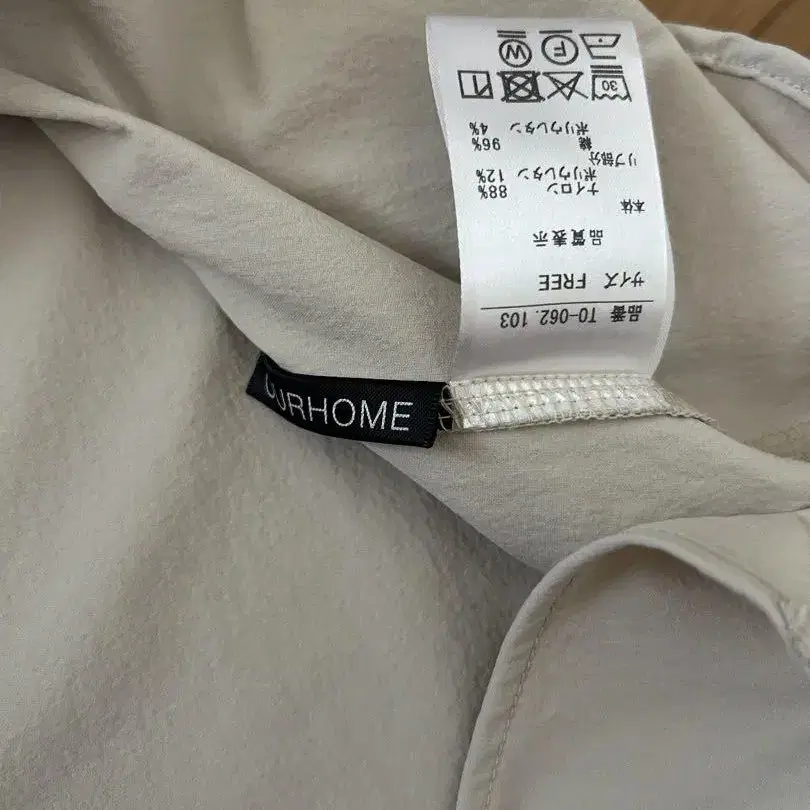 品番 TO-062.103
サイズ FREE
品質表示
本体
ナイロン 88%
ポリウレタン 12%
リブ部分
綿 96%
ポリウレタン 4%
30
F
W
OURHOME